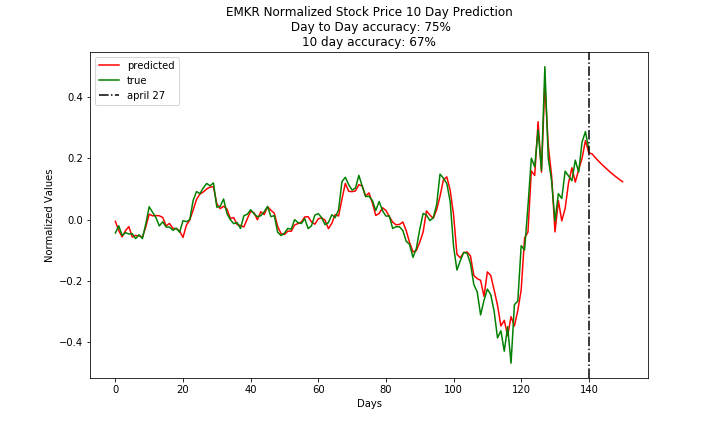 EMKR Normalized Stock Price 10 Day Prediction
Day to Day accuracy: 75%
10 day accuracy: 67%
predicted
true
april 27
Normalized Values
0.4
0.2
0.0
−0.2
−0.4
0
20
40
60
80
100
120
140
Days